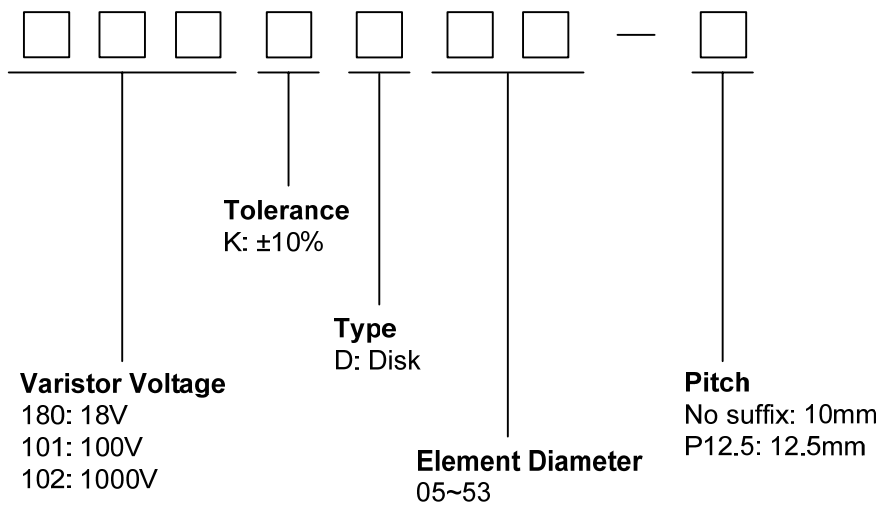 Tolerance
K: ±10%
Type
D: Disk
Varistor Voltage
180: 18V
101: 100V
102: 1000V
Pitch
No suffix: 10mm
P12.5: 12.5mm
Element Diameter
05~53